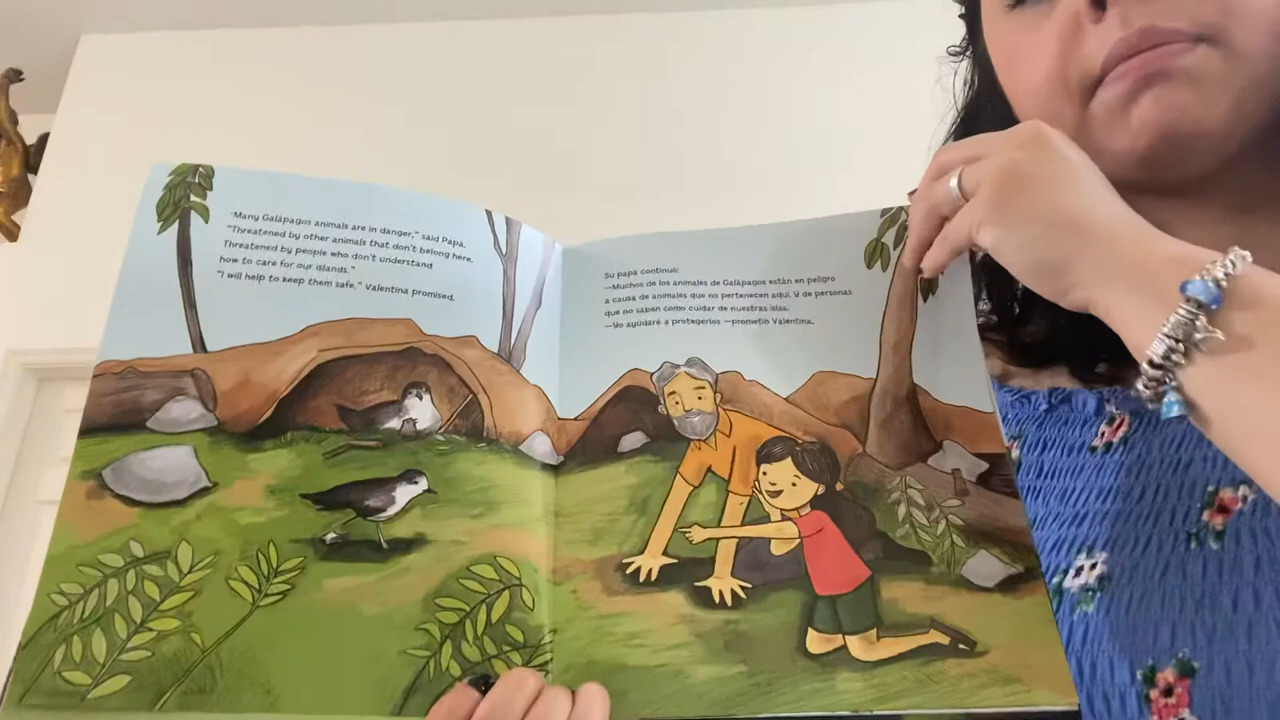 "Many Galápagos animals are in danger," said Papá.
"Threatened by other animals that don't belong here.
Threatened by people who don't understand
how to care for our islands."
"I will help to keep them safe," Valentina promised.
Su papá continuó:
—Muchos de los animales de Galápagos están en peligro
a causa de animales que no pertenecen aquí. Y de personas
que no saben cómo cuidar de nuestras islas.
—Yo ayudaré a protegerlos —prometió Valentina.